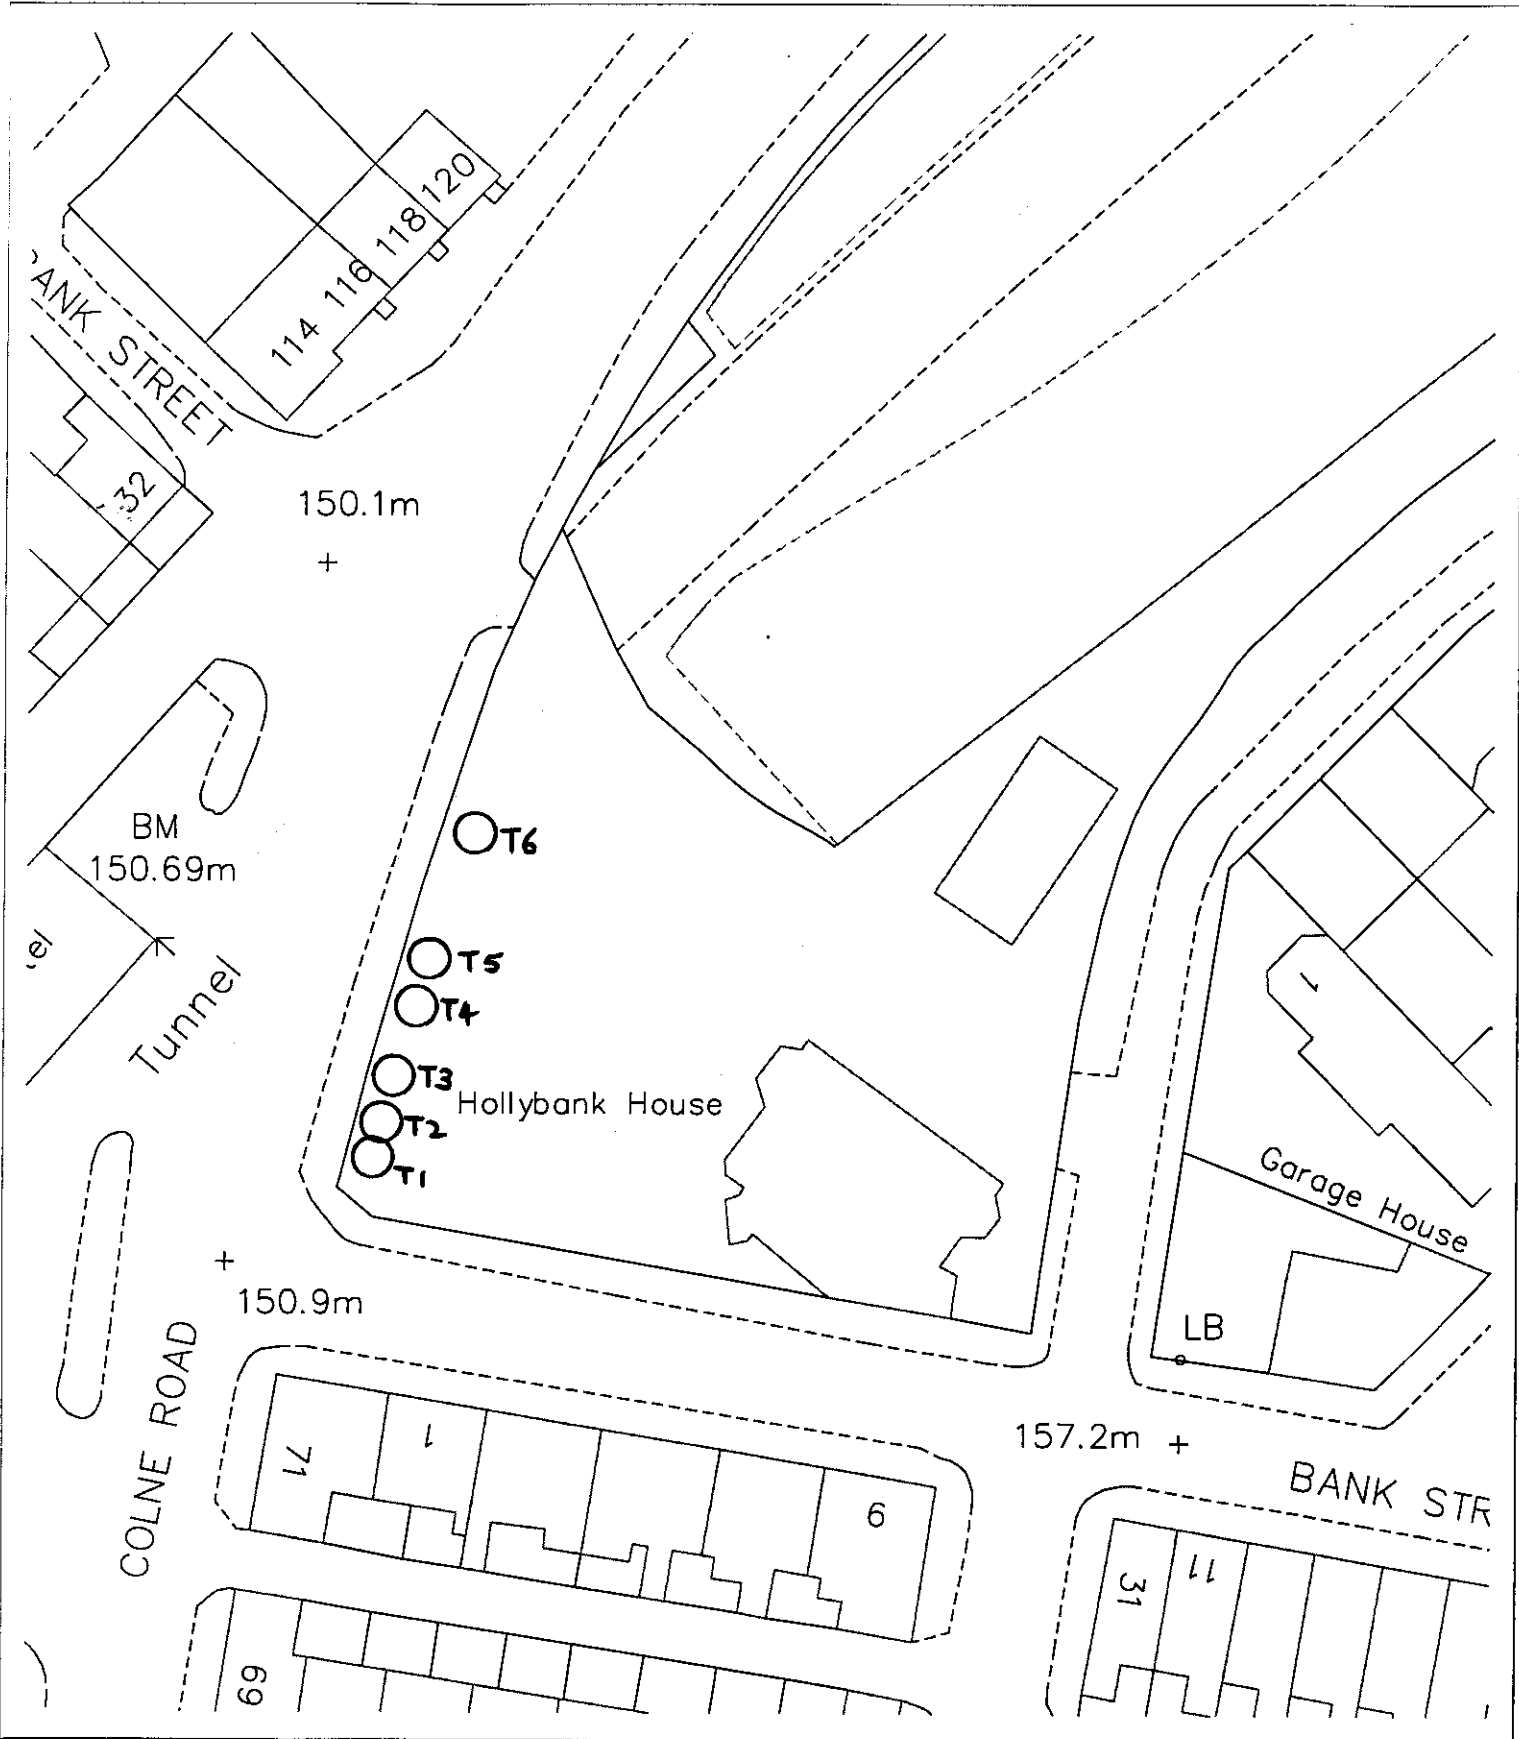 120
118
116
114
BANK STREET
32
150.1m
BM
150.69m
T6
T5
T4
Tunnel
T3
Hollybank House
T2
T1
1
Garage House
150.9m
LB
COLNE ROAD
71
1
6
157.2m
BANK STR
31
11
69